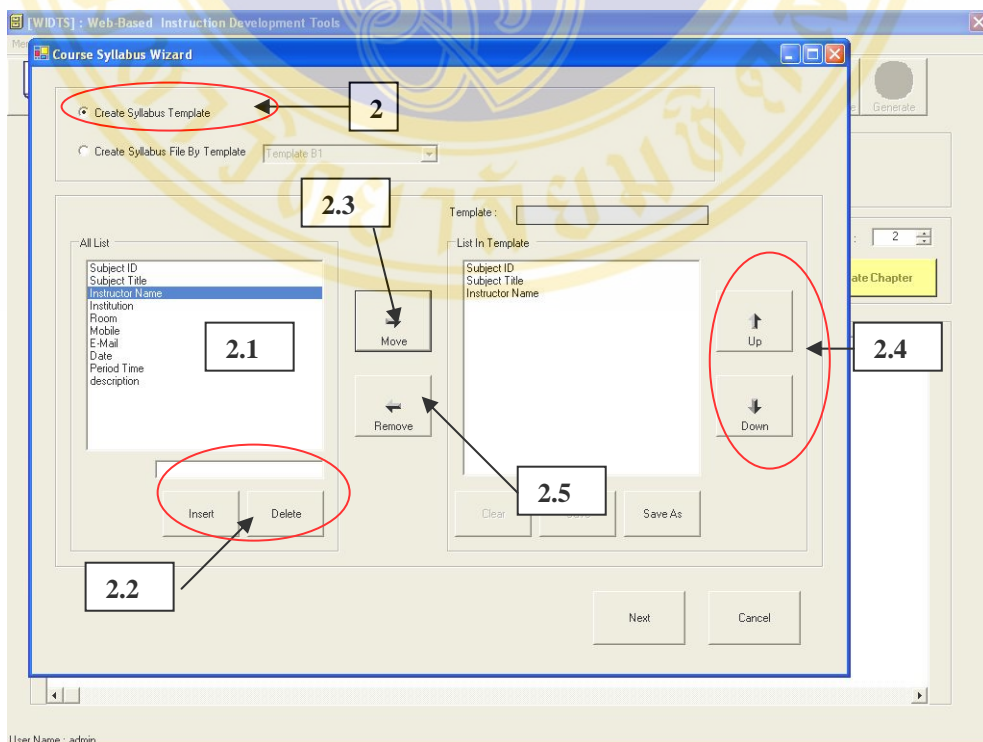 [WIDTS] : Web-Based Instruction Development Tools
Course Syllabus Wizard
Create Syllabus Template
2
Create Syllabus File By Template
Template B1
Generate
2.3
Template :
: 2
ate Chapter
All List
Subject ID
Subject Title
Instructor Name
Institution
Room
Mobile
E-Mail
Date
Period Time
description
2.1
Move
Remove
List In Template
Subject ID
Subject Title
Instructor Name
Up
Down
2.4
Insert
Delete
2.5
Clear
Save As
2.2
Next
Cancel
User Name : admin